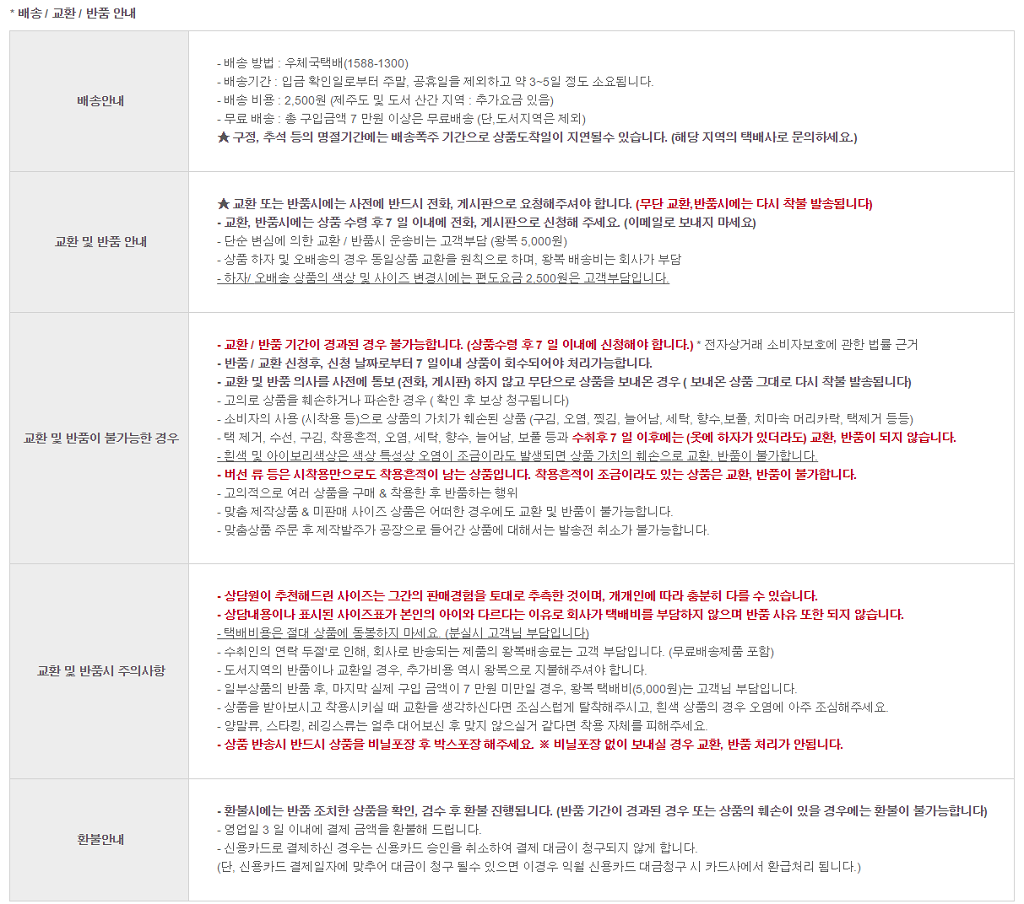 * 배송 / 교환 / 반품 안내
배송안내
- 배송 방법 : 우체국택배(1588-1300)
- 배송기간 : 입금 확인일로부터 주말, 공휴일을 제외하고 약 3~5일 정도 소요됩니다.
- 배송 비용 : 2,500원 (제주도 및 도서 산간 지역 : 추가요금 있음)
- 무료 배송 : 총 구입금액 7 만원 이상은 무료배송 (단,도서지역은 제외)
★ 구정, 추석 등의 명절기간에는 배송폭주 기간으로 상품도착일이 지연될수 있습니다. (해당 지역의 택배사로 문의하세요.)
교환 및 반품 안내
★ 교환 또는 반품시에는 사전에 반드시 전화, 게시판으로 요청해주셔야 합니다. (무단 교환,반품시에는 다시 착불 발송됩니다)
- 교환, 반품시에는 상품 수령 후 7 일 이내에 전화, 게시판으로 신청해 주세요. (이메일로 보내지 마세요)
- 단순 변심에 의한 교환 / 반품시 운송비는 고객부담 (왕복 5,000원)
- 상품 하자 및 오배송의 경우 동일상품 교환을 원칙으로 하며, 왕복 배송비는 회사가 부담
- 하자/ 오배송 상품의 색상 및 사이즈 변경시에는 편도요금 2,500원은 고객부담입니다.
교환 및 반품이 불가능한 경우
- 교환 / 반품 기간이 경과된 경우 불가능합니다. (상품수령 후 7 일 이내에 신청해야 합니다.) * 전자상거래 소비자보호에 관한 법률 근거
- 반품 / 교환 신청후, 신청 날짜로부터 7 일이내 상품이 회수되어야 처리가능합니다.
- 교환 및 반품 의사를 사전에 통보 (전화, 게시판) 하지 않고 무단으로 상품을 보내온 경우 ( 보내온 상품 그대로 다시 착불 발송됩니다)
- 고의로 상품을 훼손하거나 파손한 경우 ( 확인 후 보상 청구됩니다)
- 소비자의 사용 (시착용 등)으로 상품의 가치가 훼손된 상품 (구김, 오염, 찢김, 늘어남, 세탁, 향수,보풀, 치마속 머리카락, 택제거 등등)
- 택 제거, 수선, 구김, 착용흔적, 오염, 세탁, 향수, 늘어남, 보풀 등과 수취후 7 일 이후에는 (옷에 하자가 있더라도) 교환, 반품이 되지 않습니다.
- 흰색 및 아이보리색상은 색상 특성상 오염이 조금이라도 발생되면 상품 가치의 훼손으로 교환, 반품이 불가합니다.
- 버선 류 등은 시착용만으로도 착용흔적이 남는 상품입니다. 착용흔적이 조금이라도 있는 상품은 교환, 반품이 불가합니다.
- 고의적으로 여러 상품을 구매 & 착용한 후 반품하는 행위
- 맞춤 제작상품 & 미판매 사이즈 상품은 어떠한 경우에도 교환 및 반품이 불가능합니다.
- 맞춤상품 주문 후 제작발주가 공장으로 들어간 상품에 대해서는 발송전 취소가 불가능합니다.
교환 및 반품시 주의사항
- 상담원이 추천해드린 사이즈는 그간의 판매경험을 토대로 추측한 것이며, 개개인에 따라 충분히 다를 수 있습니다.
- 상담내용이나 표시된 사이즈표가 본인의 아이와 다르다는 이유로 회사가 택배비를 부담하지 않으며 반품 사유 또한 되지 않습니다.
- 택배비용은 절대 상품에 동봉하지 마세요. (분실시 고객님 부담입니다)
- 수취인의 연락 두절'로 인해, 회사로 반송되는 제품의 왕복배송료는 고객 부담입니다. (무료배송제품 포함)
- 도서지역의 반품이나 교환일 경우, 추가비용 역시 왕복으로 지불해주셔야 합니다.
- 일부상품의 반품 후, 마지막 실제 구입 금액이 7 만원 미만일 경우, 왕복 택배비(5,000원)는 고객님 부담입니다.
- 상품을 받아보시고 착용시키실 때 교환을 생각하신다면 조심스럽게 탈착해주시고, 흰색 상품의 경우 오염에 아주 조심해주세요.
- 양말류, 스타킹, 레깅스류는 얼추 대어보신 후 맞지 않으실거 같다면 착용 자체를 피해주세요.
- 상품 반송시 반드시 상품을 비닐포장 후 박스포장 해주세요. ※ 비닐포장 없이 보내실 경우 교환, 반품 처리가 안됩니다.
환불안내
- 환불시에는 반품 조치한 상품을 확인, 검수 후 환불 진행됩니다. (반품 기간이 경과된 경우 또는 상품의 훼손이 있을 경우에는 환불이 불가능합니다)
- 영업일 3 일 이내에 결제 금액을 환불해 드립니다.
- 신용카드로 결제하신 경우는 신용카드 승인을 취소하여 결제 대금이 청구되지 않게 합니다.
(단, 신용카드 결제일자에 맞추어 대금이 청구 될수 있으면 이경우 익월 신용카드 대금청구 시 카드사에서 환급처리 됩니다.)